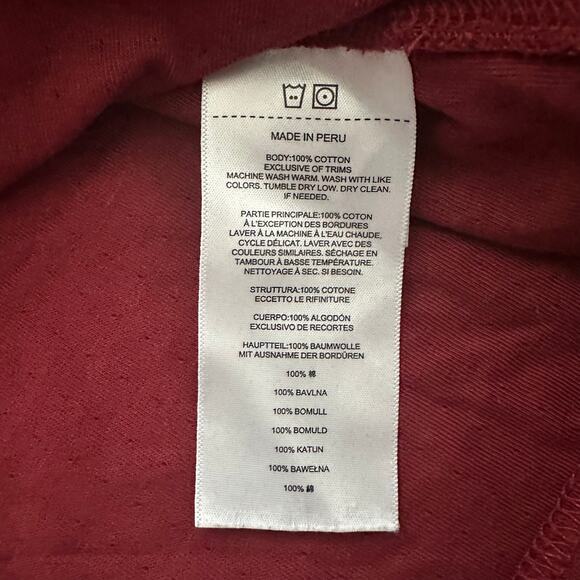 MADE IN PERU
BODY:100% COTTON
EXCLUSIVE OF TRIMS
MACHINE WASH WARM. WASH WITH LIKE
COLORS. TUMBLE DRY LOW. DRY CLEAN.
IF NEEDED.
PARTIE PRINCIPALE:100% COTON
À L'EXCEPTION DES BORDURES
LAVER À LA MACHINE À L'EAU CHAUDE,
CYCLE DÉLICAT. LAVER AVEC DES
COULEURS SIMILAIRES. SÉCHAGE EN
TAMBOUR À BASSE TEMPÉRATURE.
NETTOYAGE À SEC. SI BESOIN.
STRUTTURA:100% COTONE
ECCETTO LE RIFINITURE
CUERPO:100% ALGODÓN
EXCLUSIVO DE RECORTES
HAUPTTEIL:100% BAUMWOLLE
MIT AUSNAHME DER BORDÜREN
100% 棉
100% BAVLNA
100% BOMULL
100% BOMULD
100% KATUN
100% BAWEŁNA
100% 綿